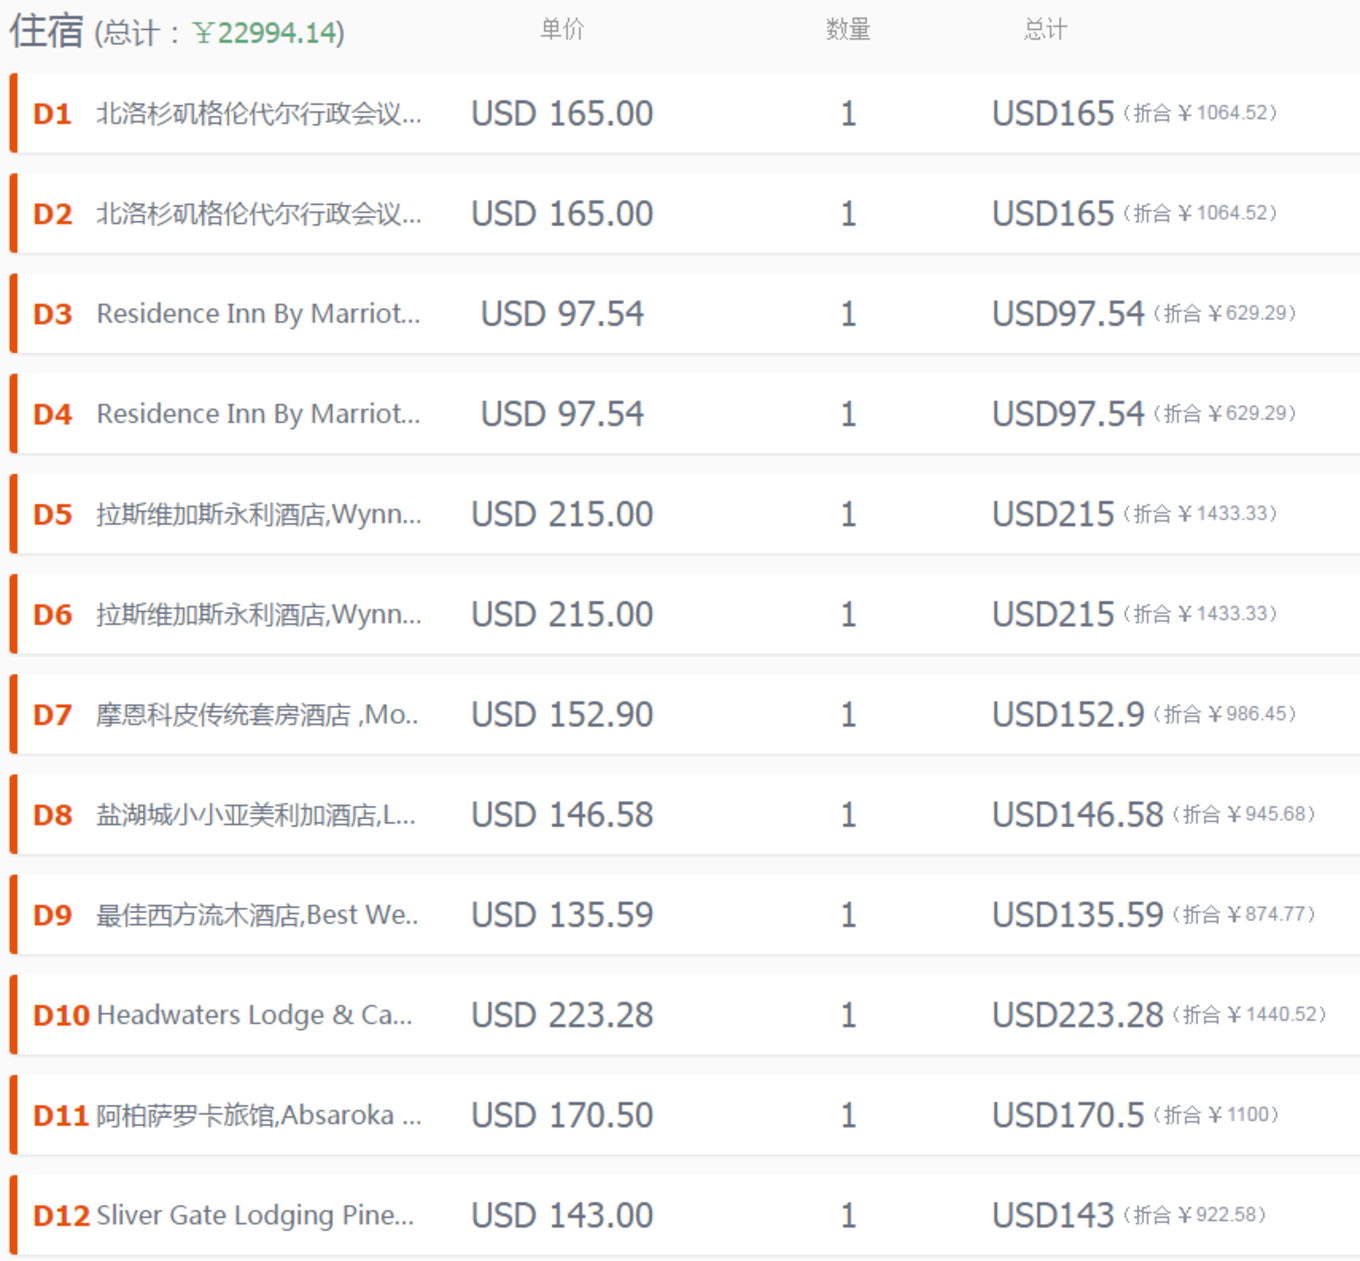 住宿 (总计：￥22994.14) 单价 数量 总计
D1 北洛杉矶格伦代尔行政会议... USD 165.00 1 USD165（折合￥1064.52）
D2 北洛杉矶格伦代尔行政会议... USD 165.00 1 USD165（折合￥1064.52）
D3 Residence Inn By Marriot... USD 97.54 1 USD97.54（折合￥629.29）
D4 Residence Inn By Marriot... USD 97.54 1 USD97.54（折合￥629.29）
D5 拉斯维加斯永利酒店,Wynn... USD 215.00 1 USD215（折合￥1433.33）
D6 拉斯维加斯永利酒店,Wynn... USD 215.00 1 USD215（折合￥1433.33）
D7 摩恩科皮传统套房酒店 ,Mo.. USD 152.90 1 USD152.9（折合￥986.45）
D8 盐湖城小小亚美利加酒店,L... USD 146.58 1 USD146.58（折合￥945.68）
D9 最佳西方流木酒店,Best We.. USD 135.59 1 USD135.59（折合￥874.77）
D10 Headwaters Lodge & Ca... USD 223.28 1 USD223.28（折合￥1440.52）
D11 阿柏萨罗卡旅馆,Absaroka ... USD 170.50 1 USD170.5（折合￥1100）
D12 Sliver Gate Lodging Pine... USD 143.00 1 USD143（折合￥922.58）